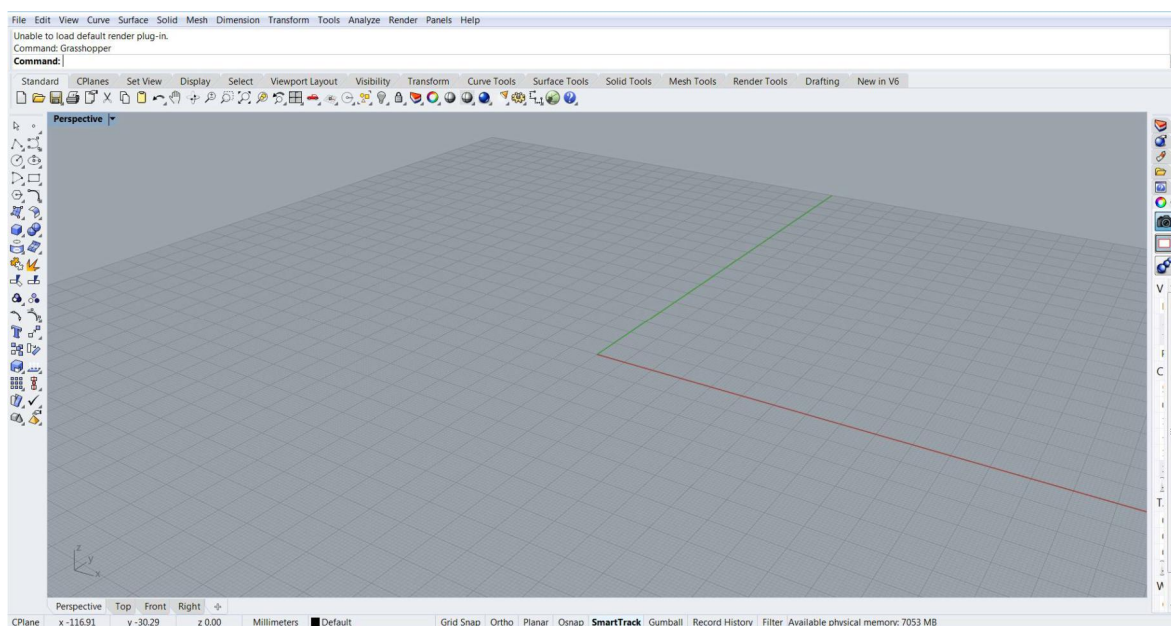 File Edit View Curve Surface Solid Mesh Dimension Transform Tools Analyze Render Panels Help
Unable to load default render plug-in.
Command: Grasshopper
Command:
Standard CPlanes Set View Display Select Viewport Layout Visibility Transform Curve Tools Surface Tools Solid Tools Mesh Tools Render Tools Drafting New in V6
Perspective
V
C
T.
z
y
x
Perspective Top Front Right
CPlane x -116.91 y -30.29 z 0.00 Millimeters Default Grid Snap Ortho Planar Osnap SmartTrack Gumball Record History Filter Available physical memory: 7053 MB